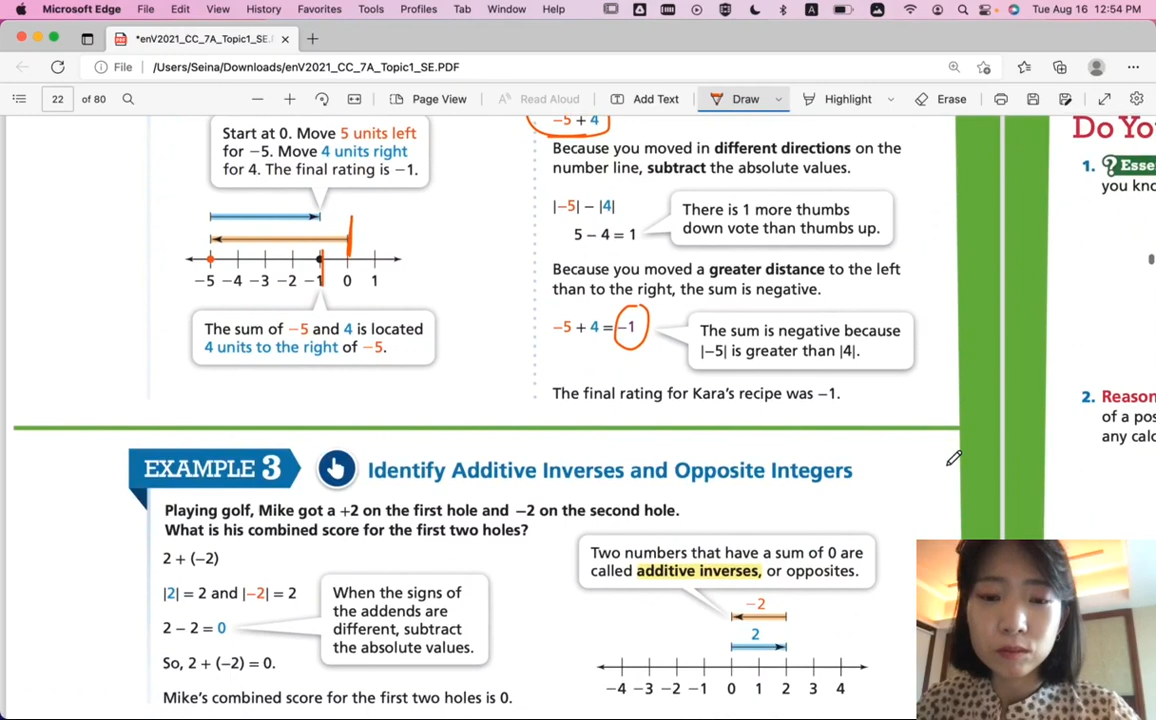 Microsoft Edge File Edit View History Favorites Tools Profiles Tab Window Help A Tue Aug 16 12:54 PM
*enV2021_CC_7A_Topic1_SE.
File /Users/Seina/Downloads/enV2021_CC_7A_Topic1_SE.PDF
22 of 80 Page View Read Aloud Add Text Draw Highlight Erase
Start at 0. Move 5 units left
for −5. Move 4 units right
for 4. The final rating is −1.
-5 -4 -3 -2 -1 0 1
The sum of −5 and 4 is located
4 units to the right of −5.
−5 + 4
Because you moved in different directions on the
number line, subtract the absolute values.
|−5| − |4|
5 − 4 = 1
There is 1 more thumbs
down vote than thumbs up.
Because you moved a greater distance to the left
than to the right, the sum is negative.
−5 + 4 = −1
The sum is negative because
|−5| is greater than |4|.
The final rating for Kara's recipe was −1.
Do Yo
1. ? Esse
you kno
2. Reason
of a pos
any calc
EXAMPLE 3 Identify Additive Inverses and Opposite Integers
Playing golf, Mike got a +2 on the first hole and −2 on the second hole.
What is his combined score for the first two holes?
2 + (−2)
|2| = 2 and |−2| = 2
2 − 2 = 0
So, 2 + (−2) = 0.
Mike's combined score for the first two holes is 0.
When the signs of
the addends are
different, subtract
the absolute values.
Two numbers that have a sum of 0 are
called additive inverses, or opposites.
−2
2
-4 -3 -2 -1 0 1 2 3 4